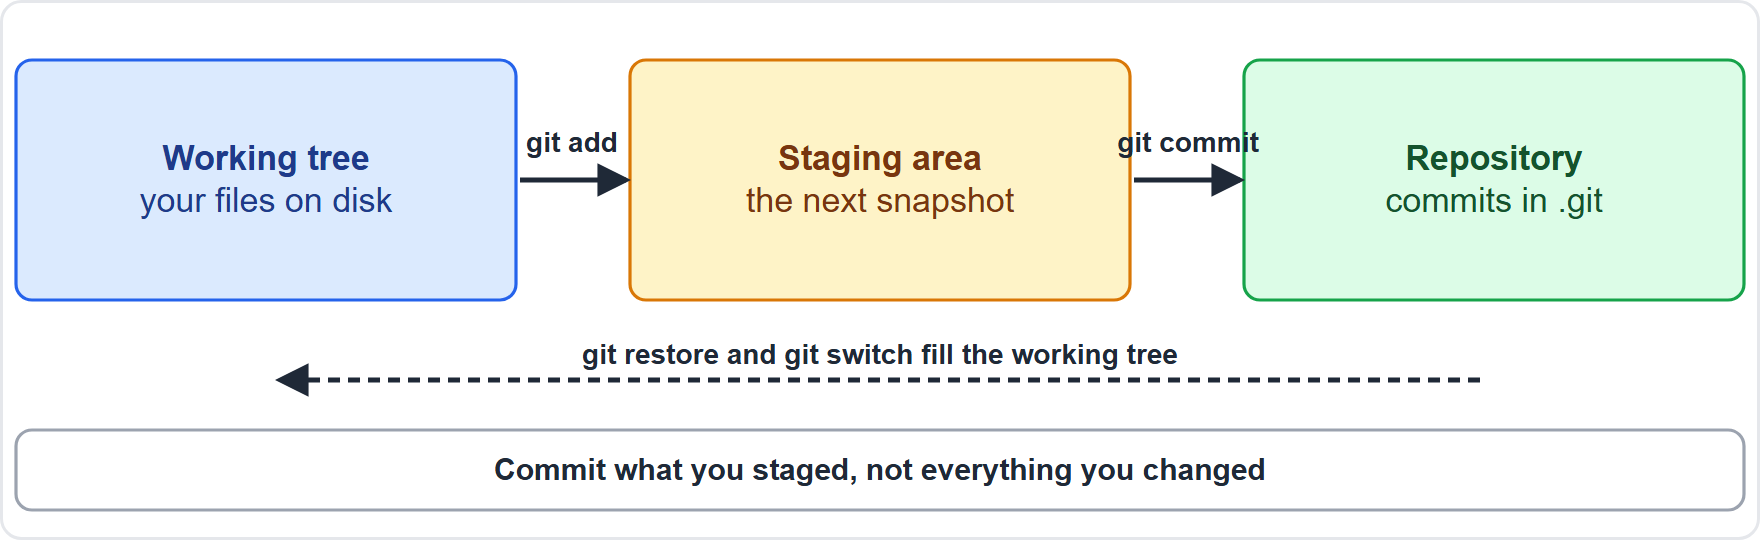 Working tree
your files on disk
git add
Staging area
the next snapshot
git commit
Repository
commits in .git
git restore and git switch fill the working tree
Commit what you staged, not everything you changed